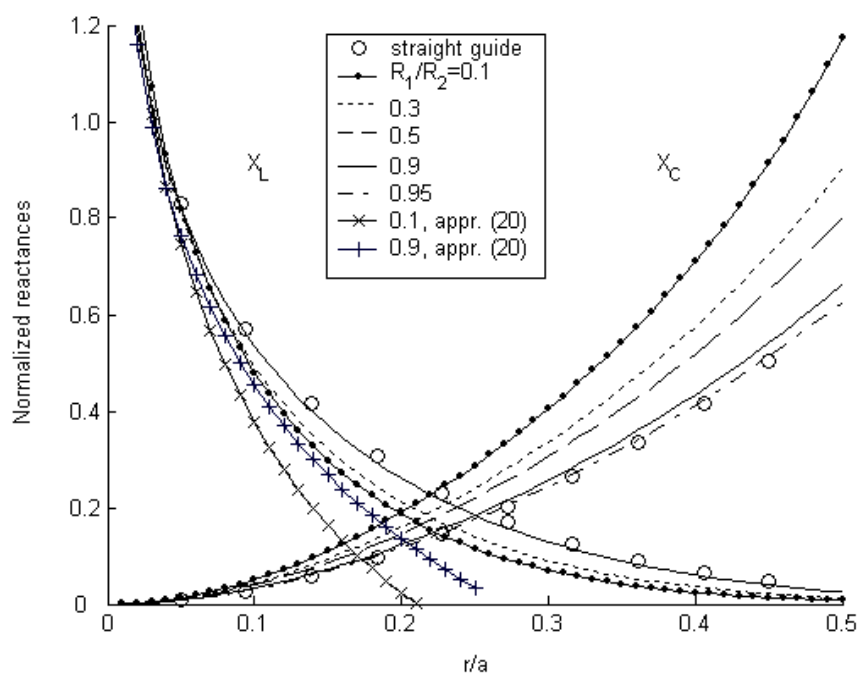 1.2
1.0
0.8
0.6
0.4
0.2
0
Normalized reactances
straight guide
R1/R2=0.1
0.3
0.5
0.9
0.95
0.1, appr. (20)
0.9, appr. (20)
XL
XC
0 0.1 0.2 0.3 0.4 0.5
r/a